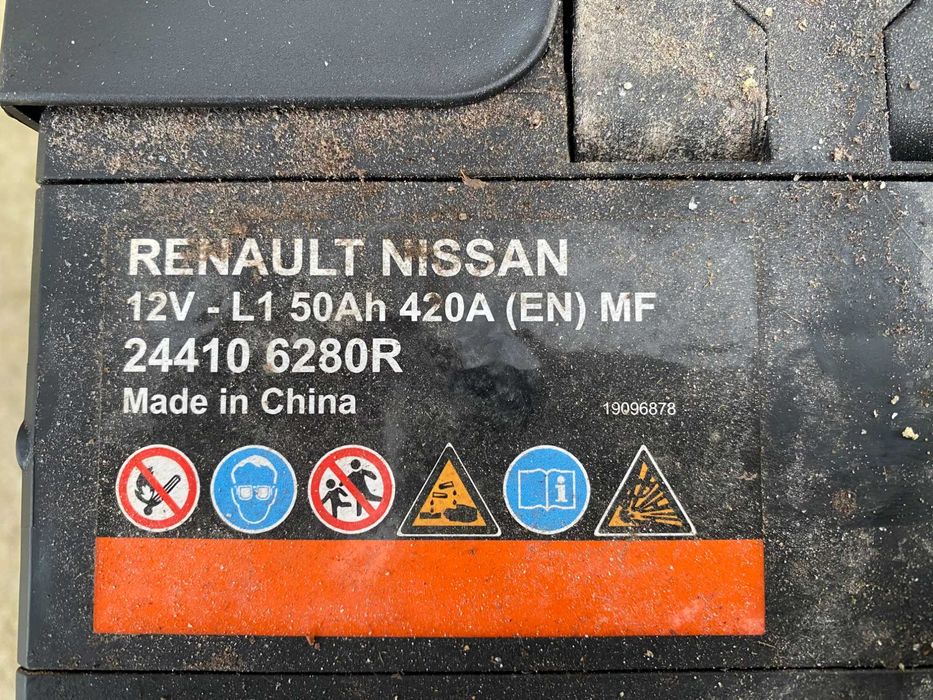 RENAULT NISSAN
12V - L1 50Ah 420A (EN) MF
24410 6280R
Made in China
19096878